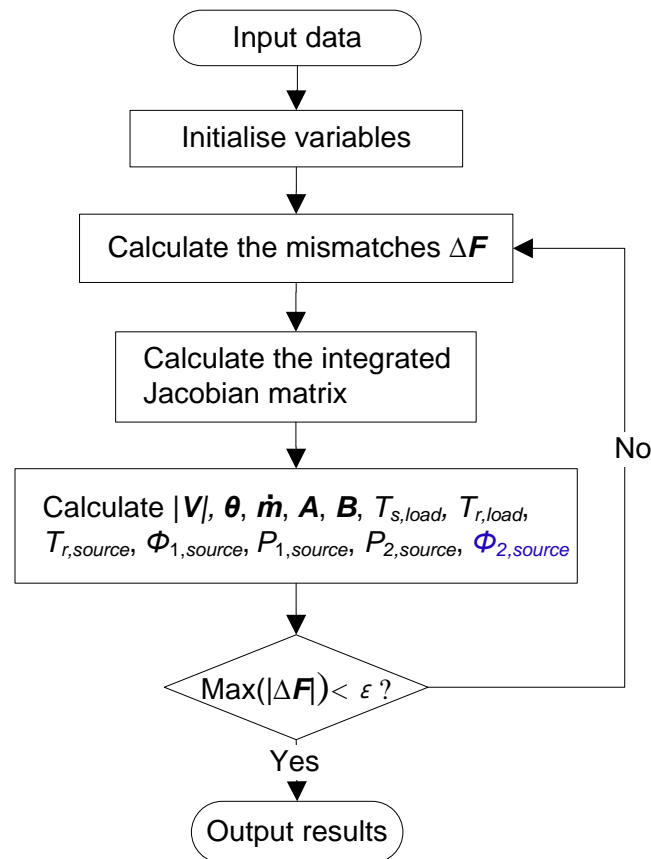 Input data
Initialise variables
Calculate the mismatches ΔF
Calculate the integrated
Jacobian matrix
Calculate |V|, θ, ṁ, A, B, Ts,load, Tr,load,
Tr,source, Φ1,source, P1,source, P2,source, Φ2,source
No
Max(|ΔF|)< ε ?
Yes
Output results